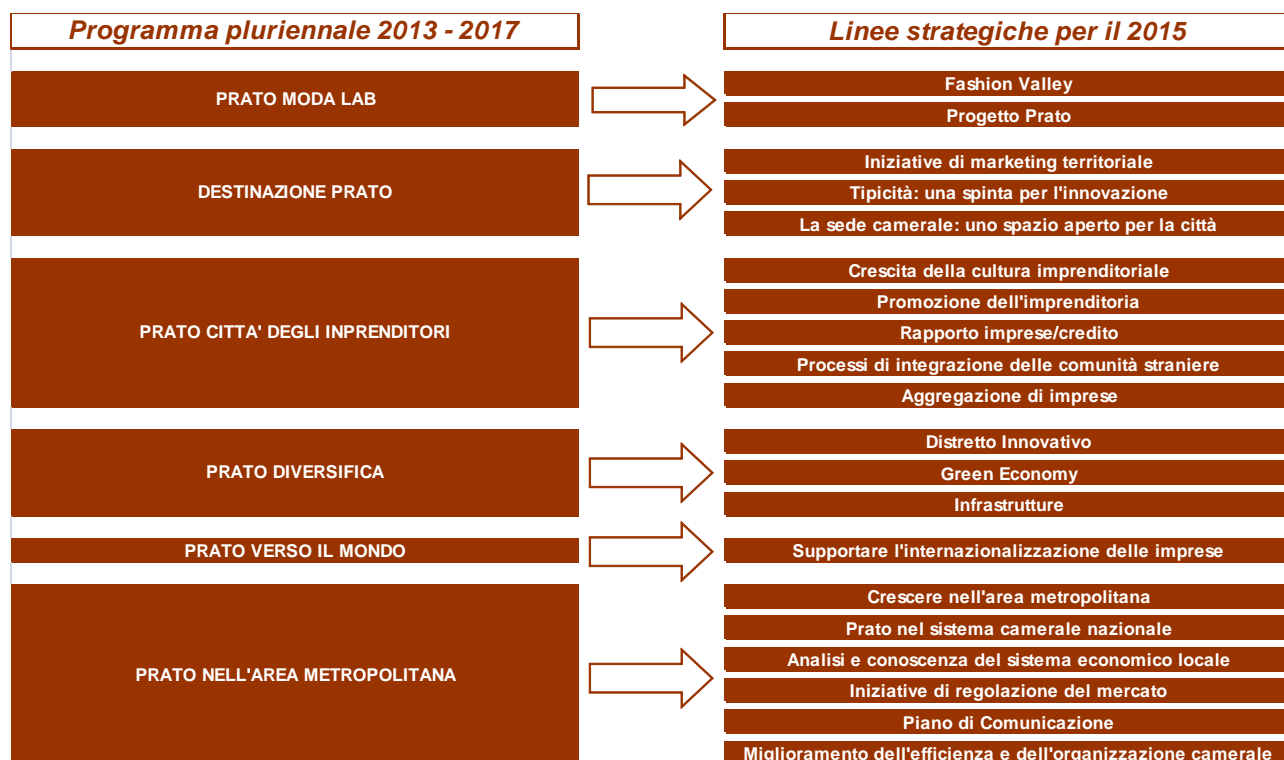 Programma pluriennale 2013 - 2017
Linee strategiche per il 2015
PRATO MODA LAB
Fashion Valley
Progetto Prato
DESTINAZIONE PRATO
Iniziative di marketing territoriale
Tipicità: una spinta per l'innovazione
La sede camerale: uno spazio aperto per la città
PRATO CITTA' DEGLI INPRENDITORI
Crescita della cultura imprenditoriale
Promozione dell'imprenditoria
Rapporto imprese/credito
Processi di integrazione delle comunità straniere
Aggregazione di imprese
PRATO DIVERSIFICA
Distretto Innovativo
Green Economy
Infrastrutture
PRATO VERSO IL MONDO
Supportare l'internazionalizzazione delle imprese
PRATO NELL'AREA METROPOLITANA
Crescere nell'area metropolitana
Prato nel sistema camerale nazionale
Analisi e conoscenza del sistema economico locale
Iniziative di regolazione del mercato
Piano di Comunicazione
Miglioramento dell'efficienza e dell'organizzazione camerale